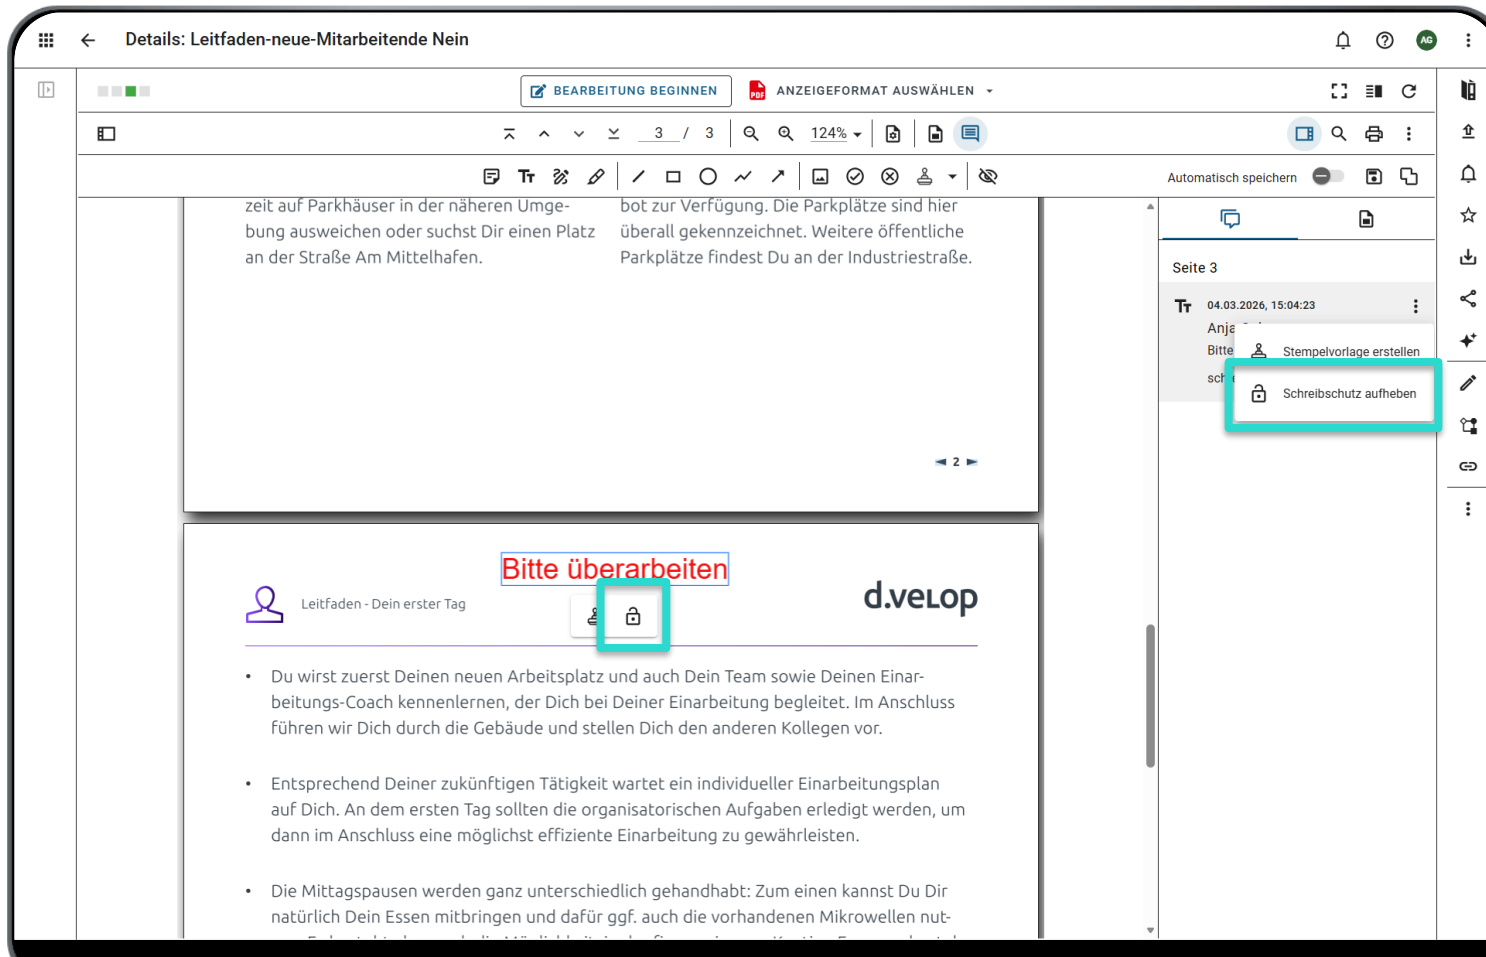 Details: Leitfaden-neue-Mitarbeitende Nein
AG
BEARBEITUNG BEGINNEN
PDF
ANZEIGEFORMAT AUSWÄHLEN
3 / 3
124%
Automatisch speichern
zeit auf Parkhäuser in der näheren Umge-
bung ausweichen oder suchst Dir einen Platz
an der Straße Am Mittelhafen.
bot zur Verfügung. Die Parkplätze sind hier
überall gekennzeichnet. Weitere öffentliche
Parkplätze findest Du an der Industriestraße.
2
Seite 3
04.03.2026, 15:04:23
Anja
Bitte
Stempelvorlage erstellen
Schreibschutz aufheben
Bitte überarbeiten
Leitfaden - Dein erster Tag
d.velop
• Du wirst zuerst Deinen neuen Arbeitsplatz und auch Dein Team sowie Deinen Einar-
beitungs-Coach kennenlernen, der Dich bei Deiner Einarbeitung begleitet. Im Anschluss
führen wir Dich durch die Gebäude und stellen Dich den anderen Kollegen vor.
• Entsprechend Deiner zukünftigen Tätigkeit wartet ein individueller Einarbeitungsplan
auf Dich. An dem ersten Tag sollten die organisatorischen Aufgaben erledigt werden, um
dann im Anschluss eine möglichst effiziente Einarbeitung zu gewährleisten.
• Die Mittagspausen werden ganz unterschiedlich gehandhabt: Zum einen kannst Du Dir
natürlich Dein Essen mitbringen und dafür ggf. auch die vorhandenen Mikrowellen nut-